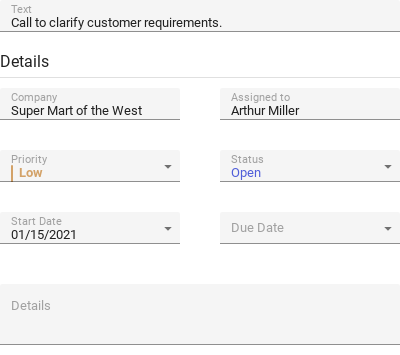 Text
Call to clarify customer requirements.
Details
Company
Super Mart of the West
Assigned to
Arthur Miller
Priority
Low
Status
Open
Start Date
01/15/2021
Due Date
Details